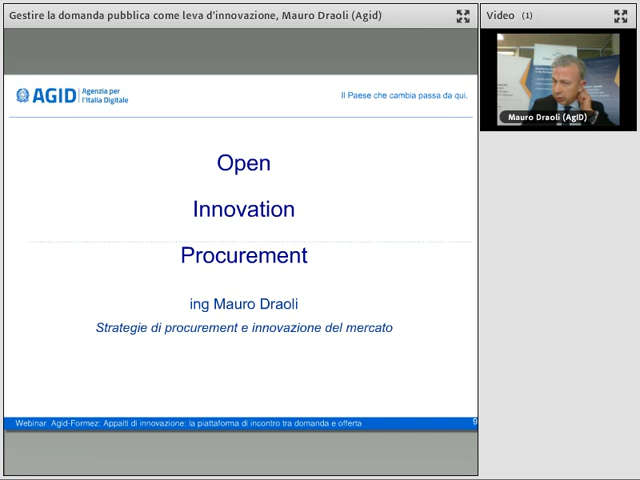 Gestire la domanda pubblica come leva d'innovazione, Mauro Draoli (Agid)
Video (1)
AGID Agenzia per l'Italia Digitale
Il Paese che cambia passa da qui.
Mauro Draoli (AgID)
Open
Innovation
Procurement
ing Mauro Draoli
Strategie di procurement e innovazione del mercato
Webinar Agid-Formez: Appalti di innovazione: la piattaforma di incontro tra domanda e offerta
9